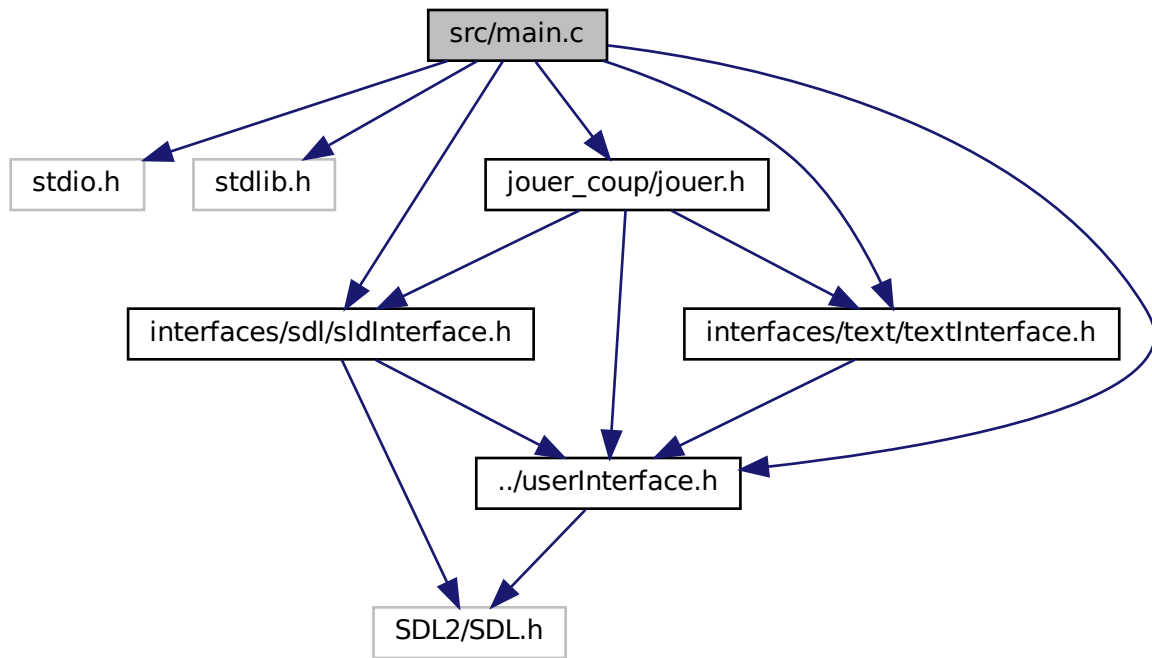 src/main.c
stdio.h
stdlib.h
jouer_coup/jouer.h
interfaces/sdl/sldInterface.h
interfaces/text/textInterface.h
../userInterface.h
SDL2/SDL.h